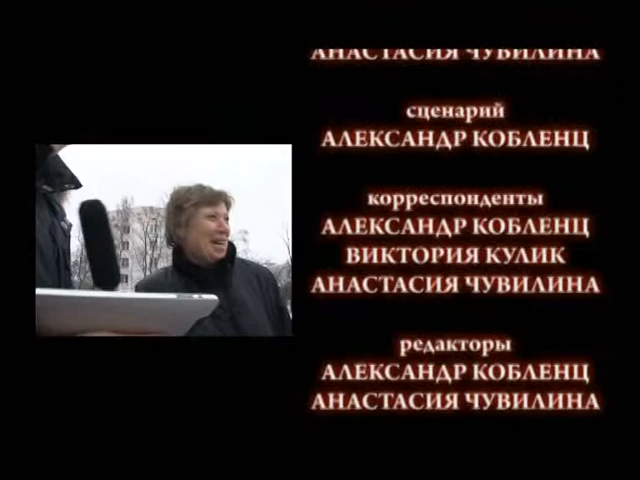 АНАСТАСИЯ ЧУВИЛИНА
сценарий
АЛЕКСАНДР КОБЛЕНЦ
корреспонденты
АЛЕКСАНДР КОБЛЕНЦ
ВИКТОРИЯ КУЛИК
АНАСТАСИЯ ЧУВИЛИНА
редакторы
АЛЕКСАНДР КОБЛЕНЦ
АНАСТАСИЯ ЧУВИЛИНА